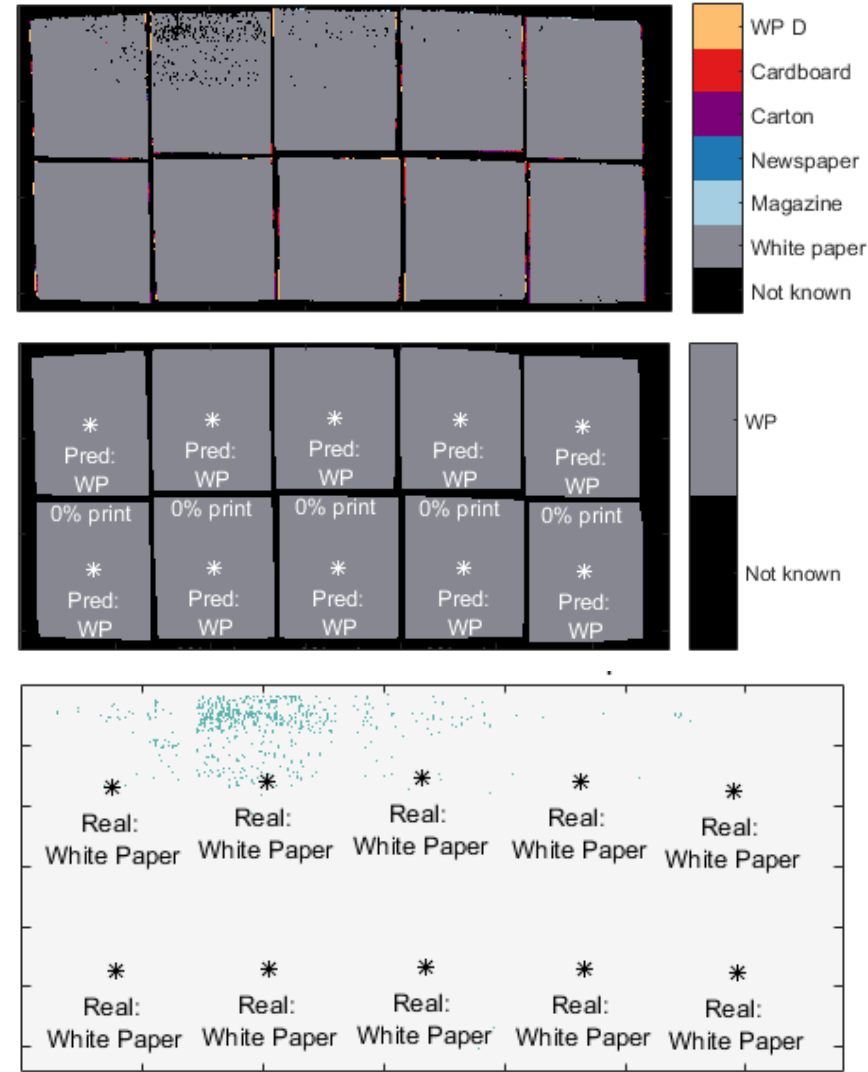 WP D
Cardboard
Carton
Newspaper
Magazine
White paper
Not known
* * * * *
Pred: Pred: Pred: Pred: Pred:
WP WP WP WP WP
WP
0% print 0% print 0% print 0% print 0% print
* * * * *
Pred: Pred: Pred: Pred: Pred:
WP WP WP WP WP
Not known
* * * * *
Real: Real: Real: Real: Real:
White Paper White Paper White Paper White Paper White Paper
* * * * *
Real: Real: Real: Real: Real:
White Paper White Paper White Paper White Paper White Paper